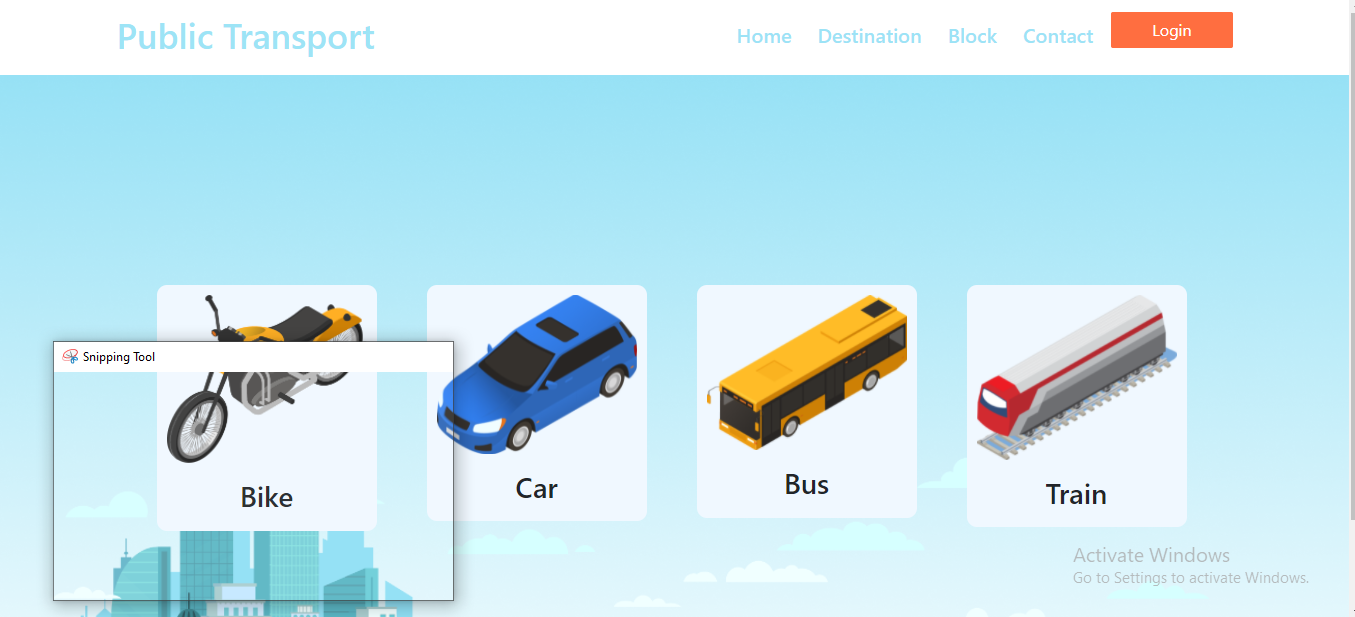 Public Transport
Home Destination Block Contact Login
Snipping Tool
Bike Car Bus Train
Activate Windows
Go to Settings to activate Windows.